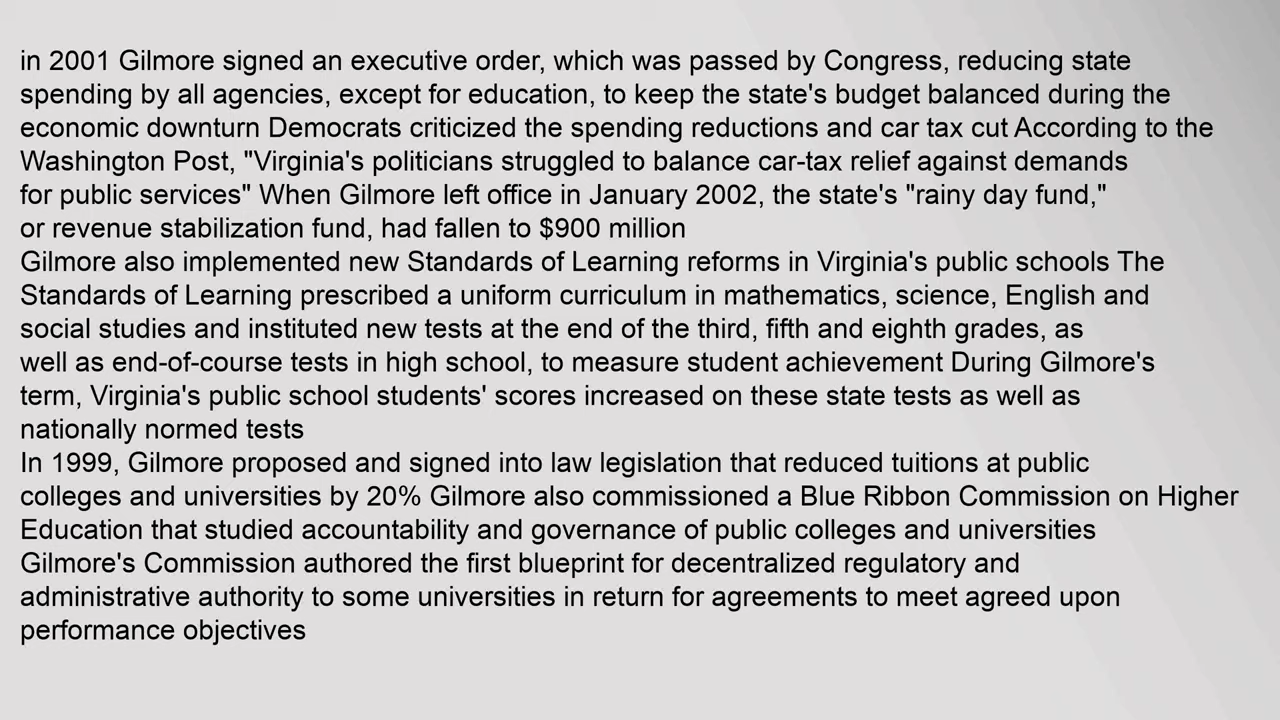 in 2001 Gilmore signed an executive order, which was passed by Congress, reducing state
spending by all agencies, except for education, to keep the state's budget balanced during the
economic downturn Democrats criticized the spending reductions and car tax cut According to the
Washington Post, "Virginia's politicians struggled to balance car-tax relief against demands
for public services" When Gilmore left office in January 2002, the state's "rainy day fund,"
or revenue stabilization fund, had fallen to $900 million
Gilmore also implemented new Standards of Learning reforms in Virginia's public schools The
Standards of Learning prescribed a uniform curriculum in mathematics, science, English and
social studies and instituted new tests at the end of the third, fifth and eighth grades, as
well as end-of-course tests in high school, to measure student achievement During Gilmore's
term, Virginia's public school students' scores increased on these state tests as well as
nationally normed tests
In 1999, Gilmore proposed and signed into law legislation that reduced tuitions at public
colleges and universities by 20% Gilmore also commissioned a Blue Ribbon Commission on Higher
Education that studied accountability and governance of public colleges and universities
Gilmore's Commission authored the first blueprint for decentralized regulatory and
administrative authority to some universities in return for agreements to meet agreed upon
performance objectives